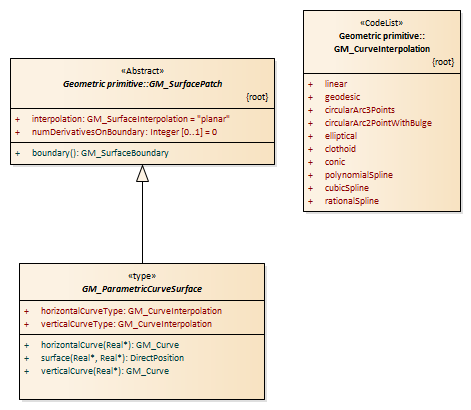 «Abstract»
Geometric primitive::GM_SurfacePatch
{root}
+ interpolation: GM_SurfaceInterpolation = "planar"
+ numDerivativesOnBoundary: Integer [0..1] = 0
+ boundary(): GM_SurfaceBoundary
«CodeList»
Geometric primitive::
GM_CurveInterpolation
{root}
+ linear
+ geodesic
+ circularArc3Points
+ circularArc2PointWithBulge
+ elliptical
+ clothoid
+ conic
+ polynomialSpline
+ cubicSpline
+ rationalSpline
«type»
GM_ParametricCurveSurface
+ horizontalCurveType: GM_CurveInterpolation
+ verticalCurveType: GM_CurveInterpolation
+ horizontalCurve(Real*): GM_Curve
+ surface(Real*, Real*): DirectPosition
+ verticalCurve(Real*): GM_Curve